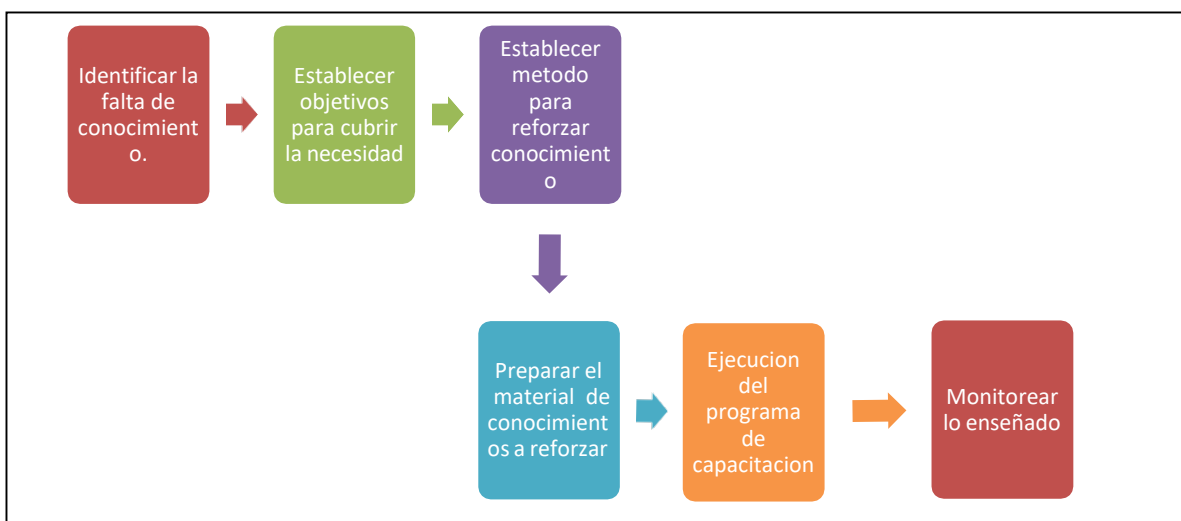 Identificar la
falta de
conocimient
o.
Establecer
objetivos
para cubrir
la necesidad
Establecer
metodo
para
reforzar
conocimient
o
Preparar el
material de
conocimient
os a reforzar
Ejecucion
del
programa
de
capacitacion
Monitorear
lo enseñado